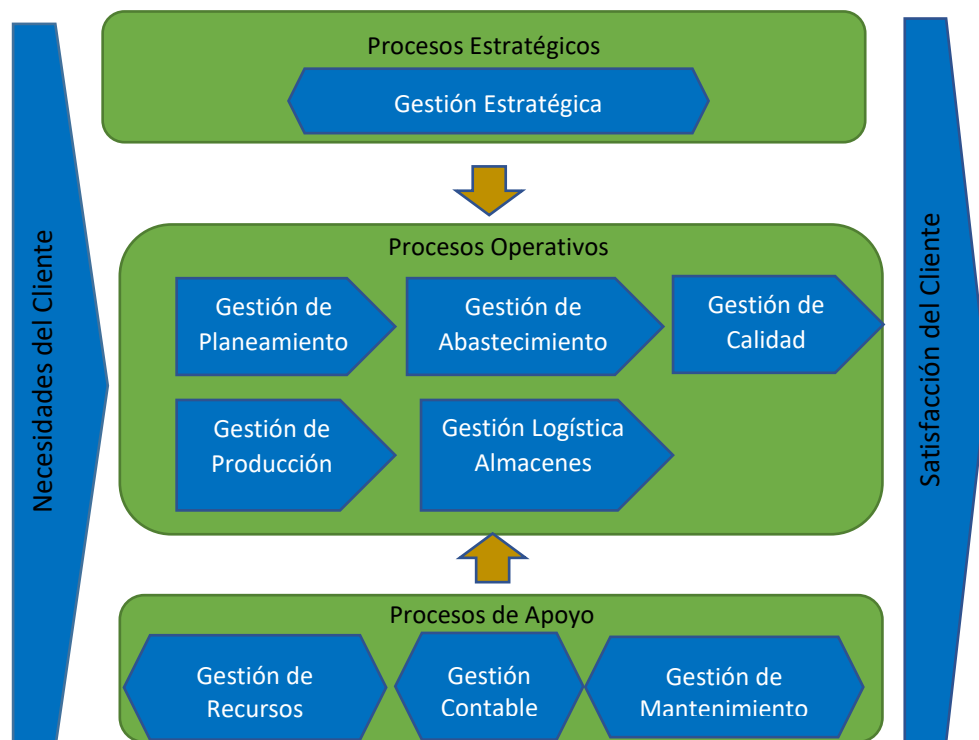 Necesidades del Cliente
Procesos Estratégicos
Gestión Estratégica
Procesos Operativos
Gestión de
Planeamiento
Gestión de
Abastecimiento
Gestión de
Calidad
Gestión de
Producción
Gestión Logística
Almacenes
Procesos de Apoyo
Gestión de
Recursos
Gestión
Contable
Gestión de
Mantenimiento
Satisfacción del Cliente